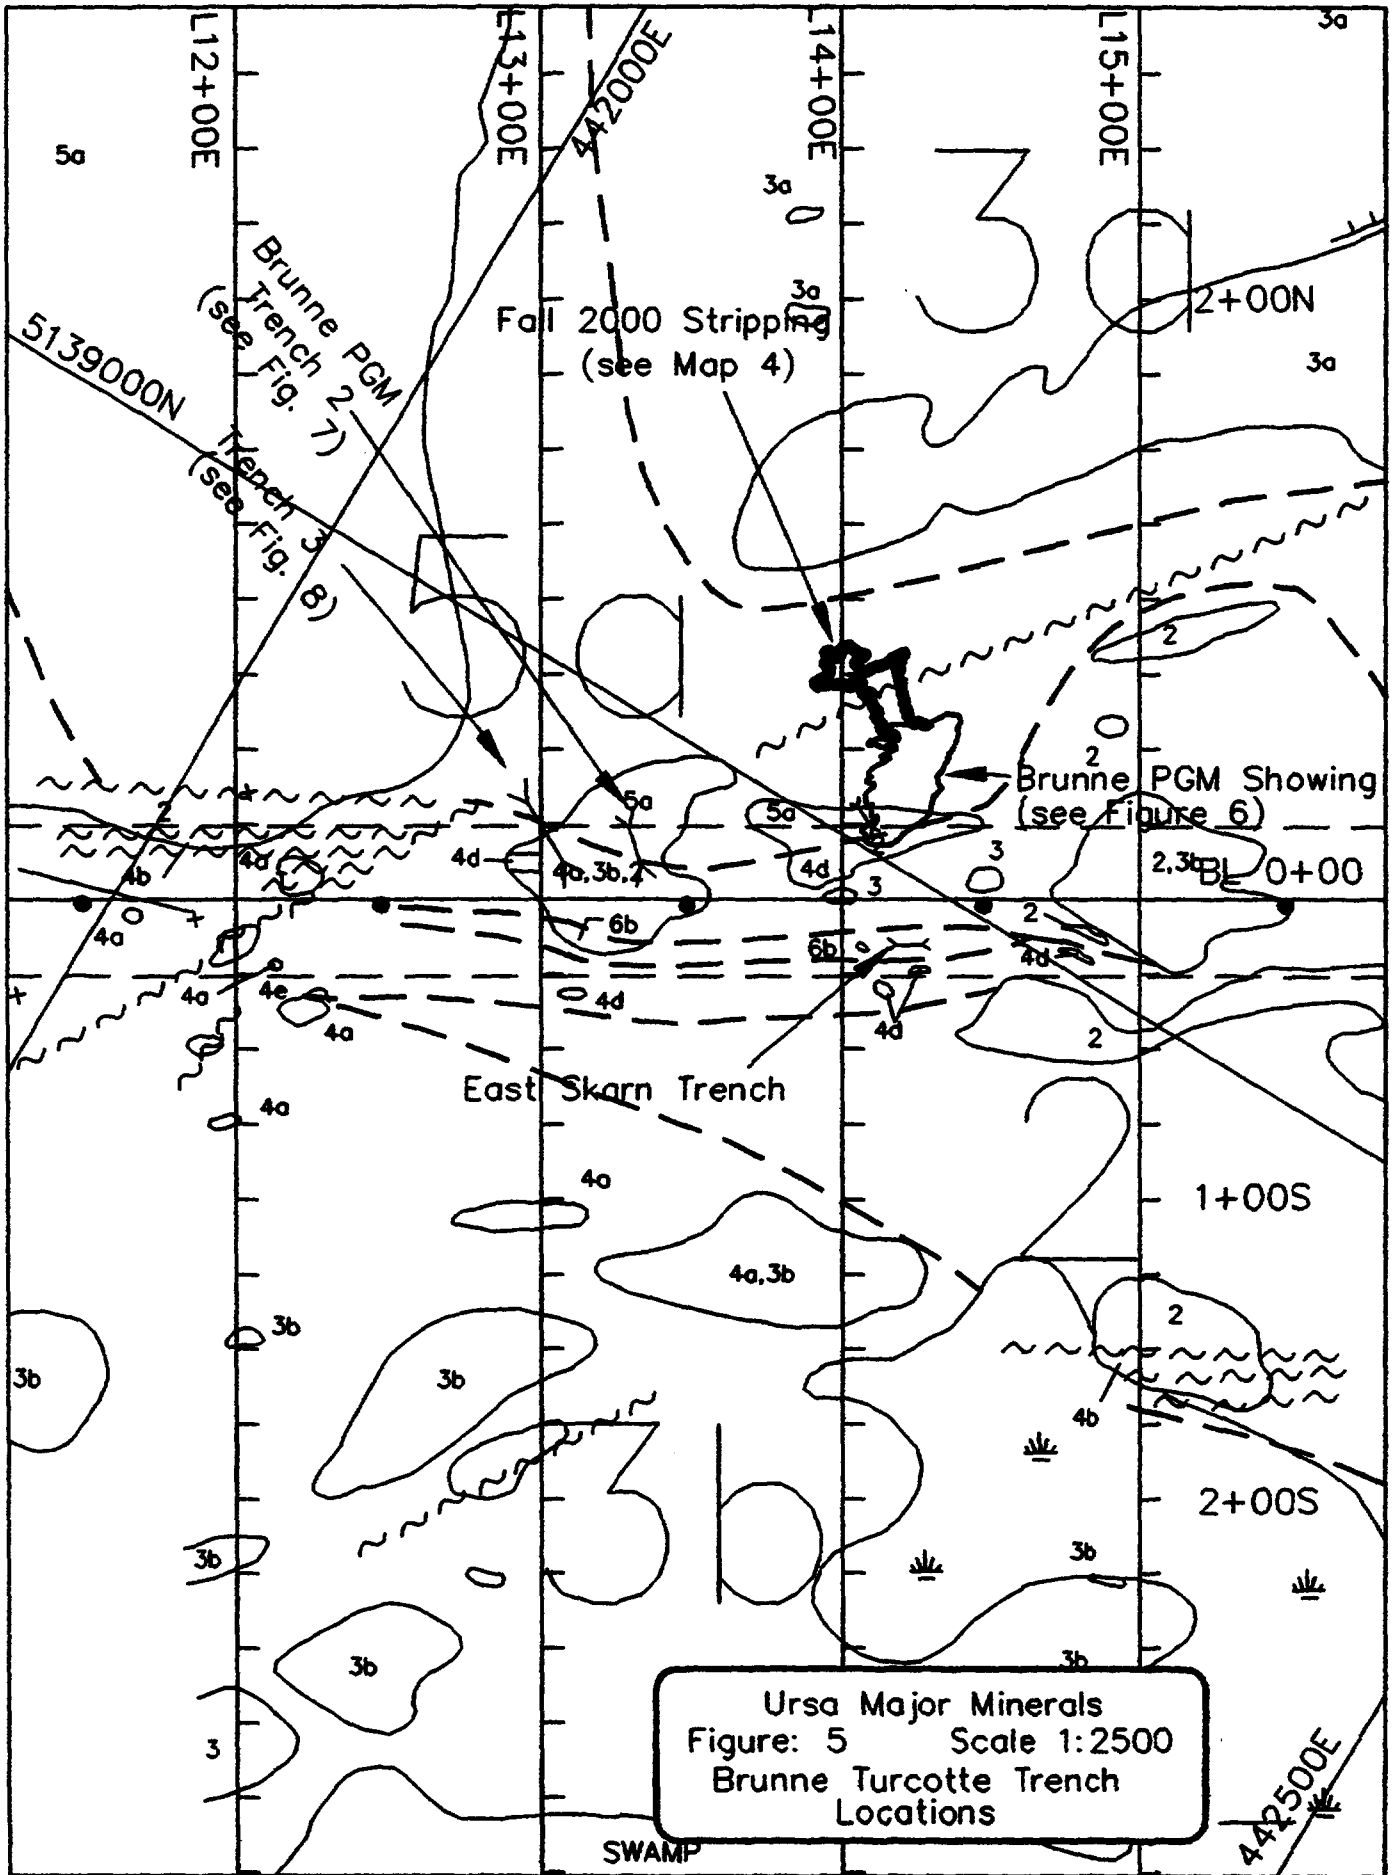 L12+00E
L13+00E
L14+00E
L15+00E
3a
442000E
5a
3a
3a
3a
2+00N
Brunne PGM
Trench 2
(see Fig. 7)
Fall 2000 Stripping
(see Map 4)
3a
5139000N
Trench 3
(see Fig. 8)
5a
2
2
Brunne PGM Showing
(see Figure 6)
5a
5a
2
4d
4d
4a,3b,2
4d
3
2,3b
BL 0+00
4b
3
4a
6b
6b
2
4d
4a
4e
4d
4a
4d
2
East Skarn Trench
4a
2
4a
1+00S
4a,3b
2
3b
3b
3b
4b
3b
2+00S
3b
3b
3b
3b
3
Ursa Major Minerals
Figure: 5 Scale 1:2500
Brunne Turcotte Trench
Locations
442500E
SWAMP